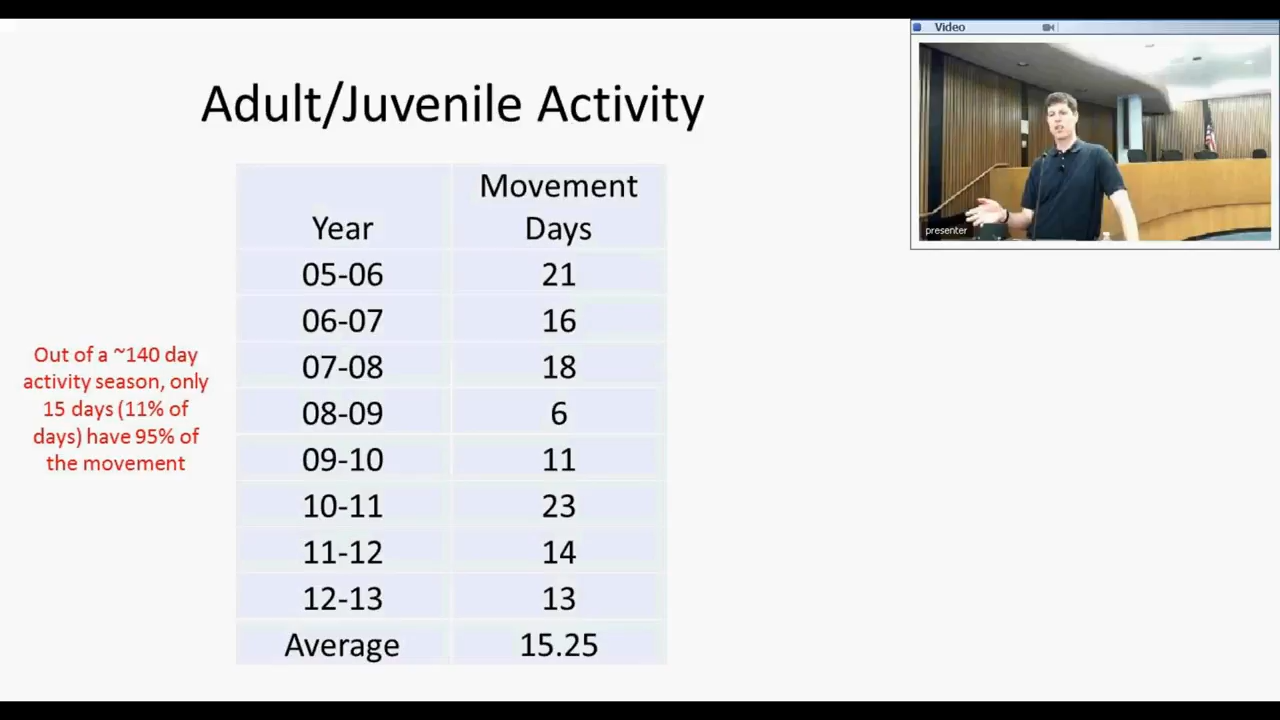 Adult/Juvenile Activity
Year
Movement
Days
05-06 21
06-07 16
07-08 18
08-09 6
09-10 11
10-11 23
11-12 14
12-13 13
Average 15.25
Out of a ~140 day
activity season, only
15 days (11% of
days) have 95% of
the movement
Video
presenter